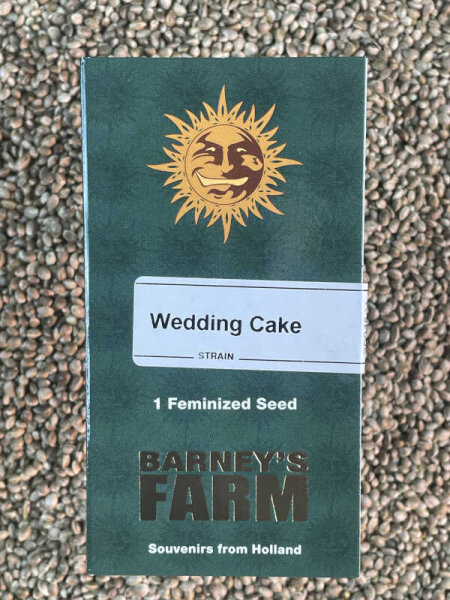 Wedding Cake
STRAIN
1 Feminized Seed
BARNEY'S
FARM
Souvenirs from Holland